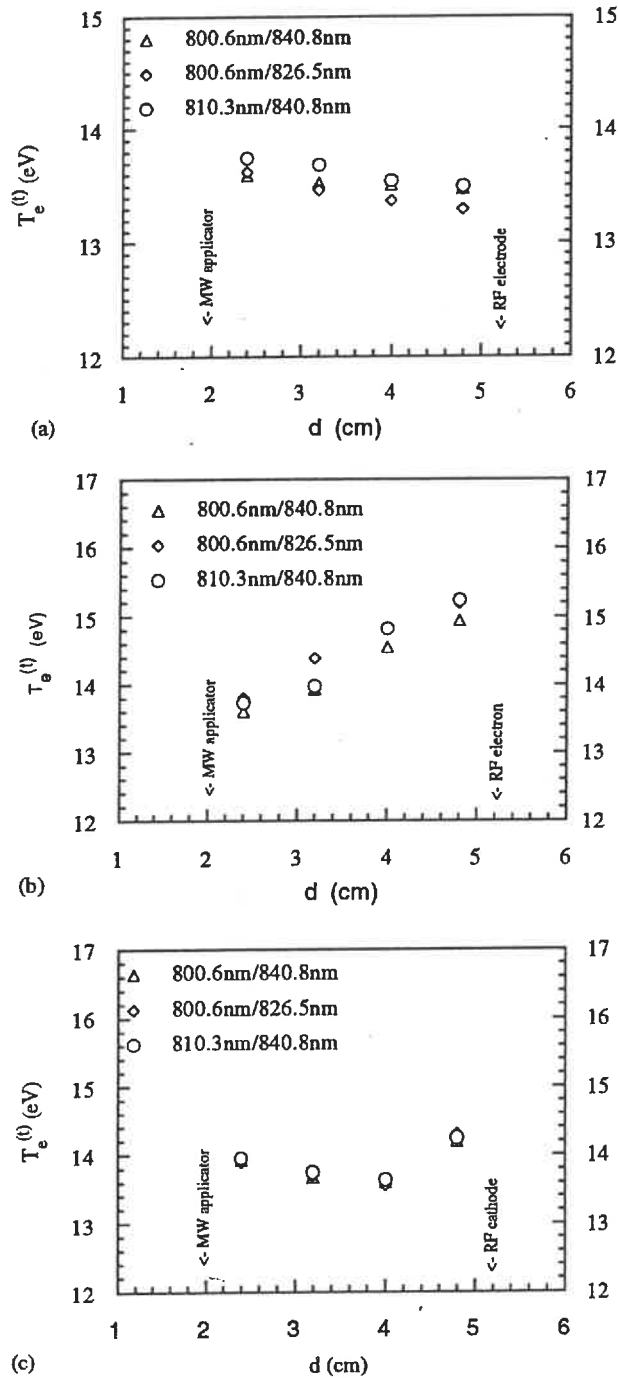 15
14
13
12
T_e^(t) (eV)
△ 800.6nm/840.8nm
◇ 800.6nm/826.5nm
○ 810.3nm/840.8nm
<- MW applicator
<- RF electrode
15
14
13
12
1 2 3 4 5 6
(a)
d (cm)
17
16
15
14
13
12
T_e^(t) (eV)
△ 800.6nm/840.8nm
◇ 800.6nm/826.5nm
○ 810.3nm/840.8nm
<- MW applicator
<- RF electron
17
16
15
14
13
12
1 2 3 4 5 6
(b)
d (cm)
17
16
15
14
13
12
T_e^(t) (eV)
△ 800.6nm/840.8nm
◇ 800.6nm/826.5nm
○ 810.3nm/840.8nm
<- MW applicator
<- RF cathode
17
16
15
14
13
12
1 2 3 4 5 6
(c)
d (cm)